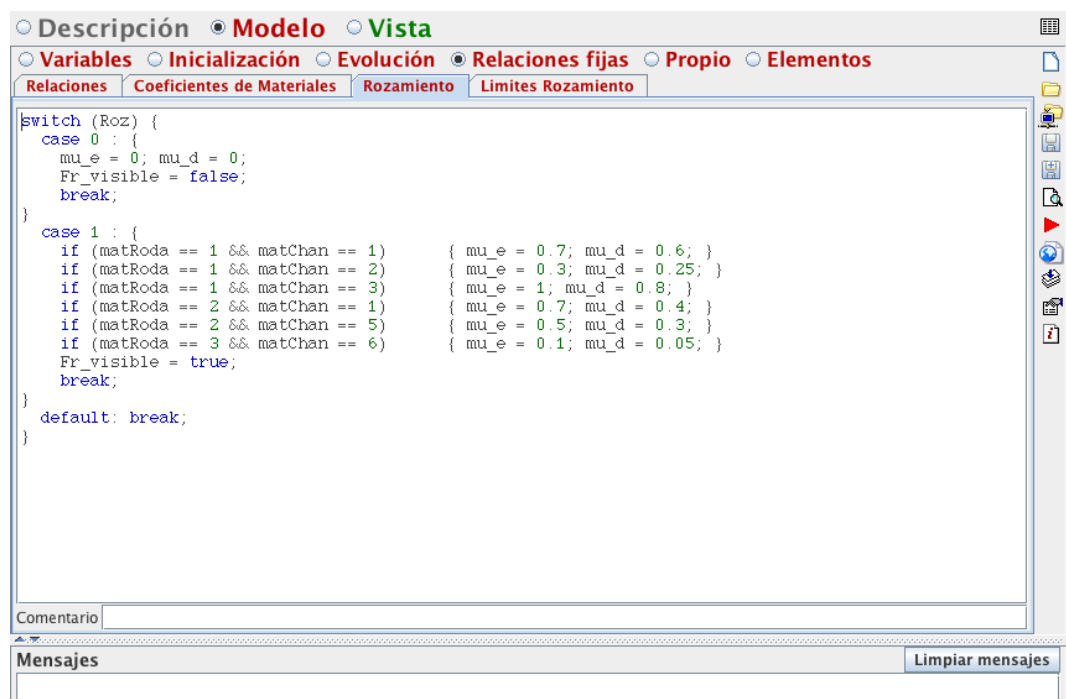 Descripción Modelo Vista
Variables Inicialización Evolución Relaciones fijas Propio Elementos
Relaciones Coeficientes de Materiales Rozamiento Limites Rozamiento
switch (Roz) {
  case 0 : {
    mu_e = 0; mu_d = 0;
    Fr_visible = false;
    break;
}
  case 1 : {
    if (matRoda == 1 && matChan == 1)      { mu_e = 0.7; mu_d = 0.6; }
    if (matRoda == 1 && matChan == 2)      { mu_e = 0.3; mu_d = 0.25; }
    if (matRoda == 1 && matChan == 3)      { mu_e = 1; mu_d = 0.8; }
    if (matRoda == 2 && matChan == 1)      { mu_e = 0.7; mu_d = 0.4; }
    if (matRoda == 2 && matChan == 5)      { mu_e = 0.5; mu_d = 0.3; }
    if (matRoda == 3 && matChan == 6)      { mu_e = 0.1; mu_d = 0.05; }
    Fr_visible = true;
    break;
}
  default: break;
}
Comentario
Mensajes Limpiar mensajes